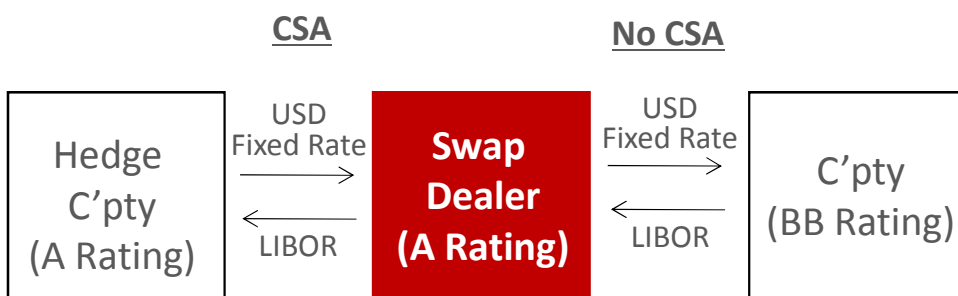 CSA
No CSA
Hedge
C'pty
(A Rating)
USD
Fixed Rate
LIBOR
Swap
Dealer
(A Rating)
USD
Fixed Rate
LIBOR
C'pty
(BB Rating)